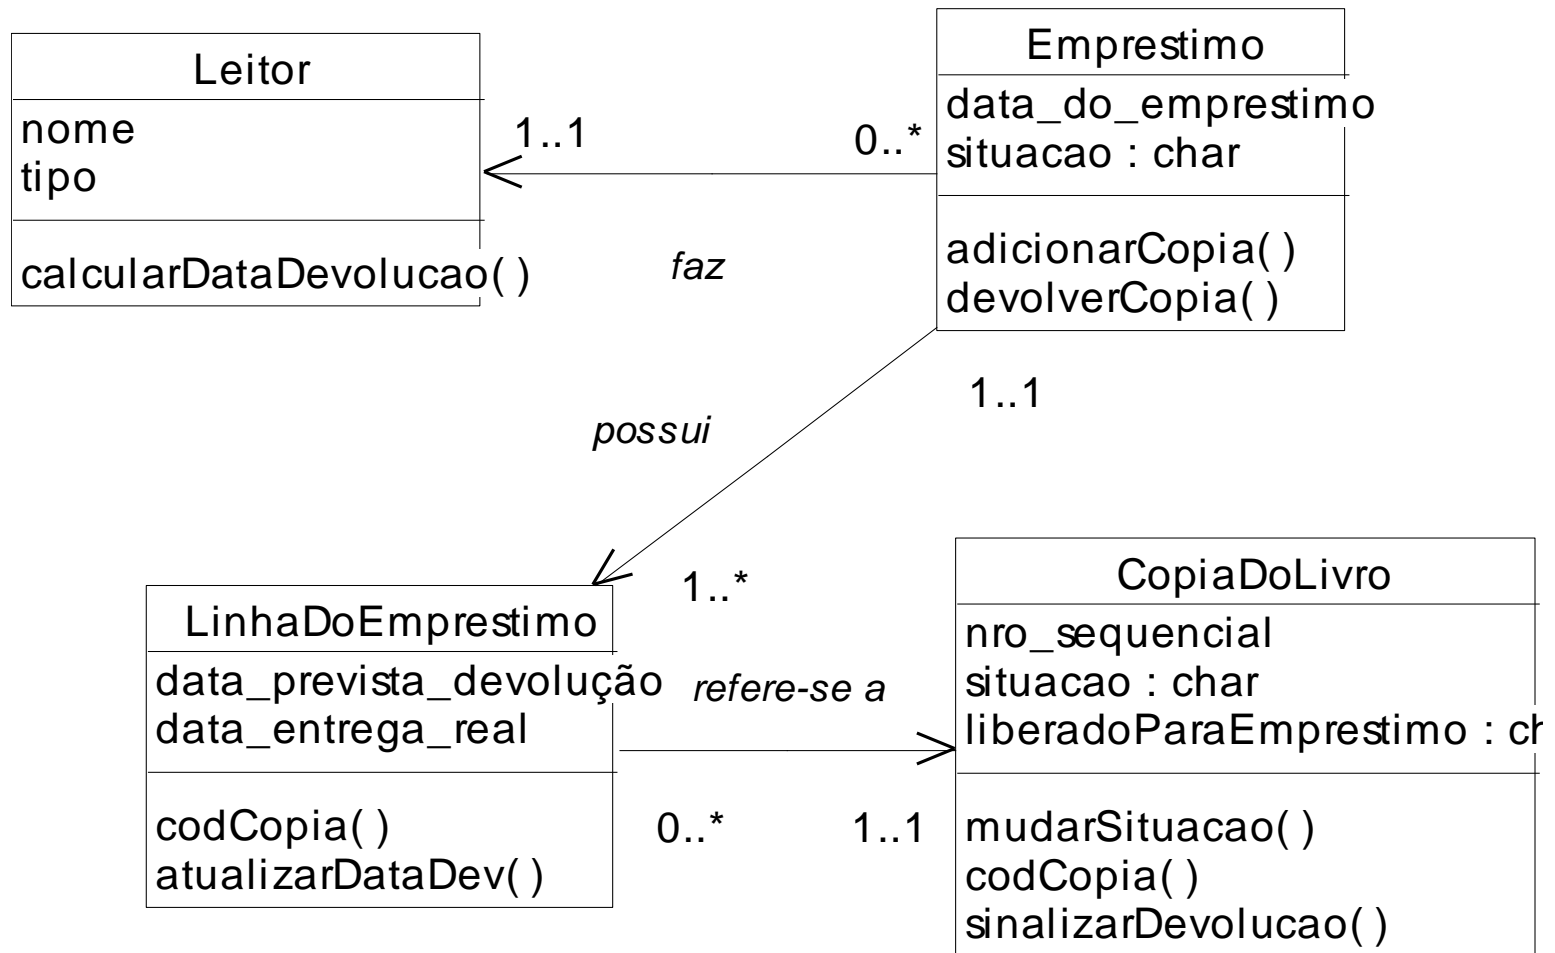 Leitor
nome
tipo
calcularDataDevolucao( )
1..1
0..*
faz
Emprestimo
data_do_emprestimo
situacao : char
adicionarCopia( )
devolverCopia( )
1..1
possui
1..*
LinhaDoEmprestimo
data_prevista_devolução
data_entrega_real
codCopia( )
atualizarDataDev( )
refere-se a
0..*
1..1
CopiaDoLivro
nro_sequencial
situacao : char
liberadoParaEmprestimo : ch
mudarSituacao( )
codCopia( )
sinalizarDevolucao( )